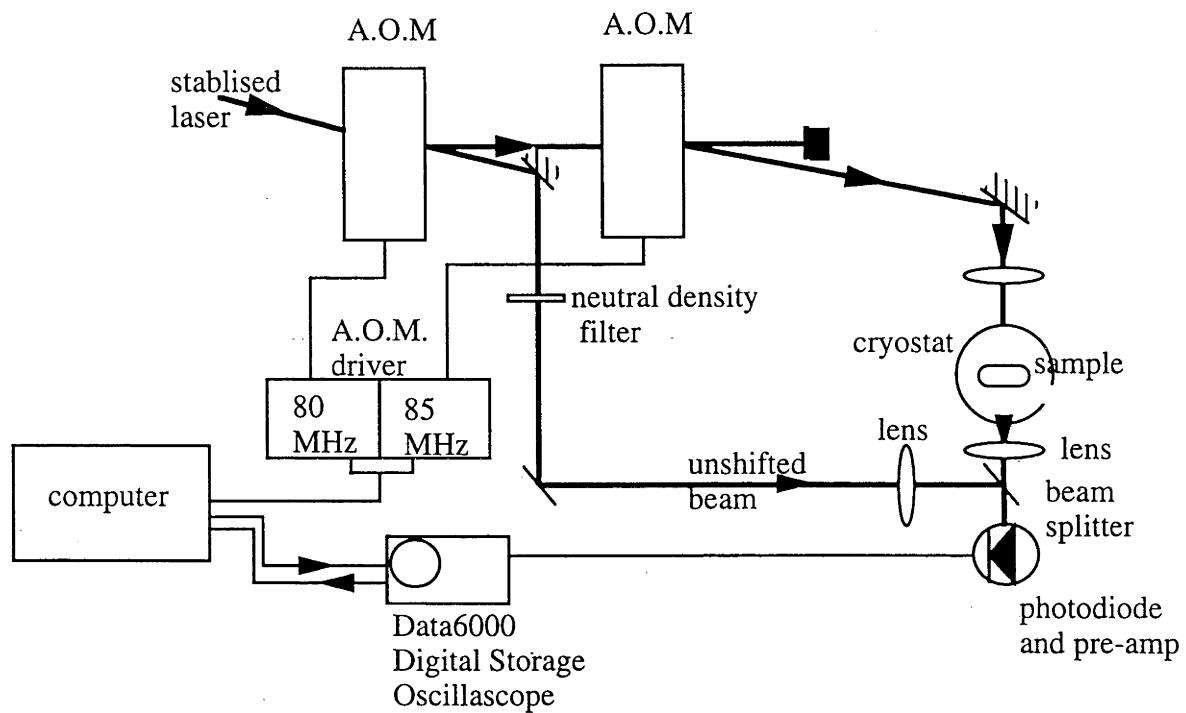 A.O.M
A.O.M
stablised
laser
neutral density
filter
A.O.M.
driver
cryostat
sample
80
MHz
85
MHz
lens
lens
unshifted
beam
computer
beam
splitter
photodiode
and pre-amp
Data6000
Digital Storage
Oscillascope